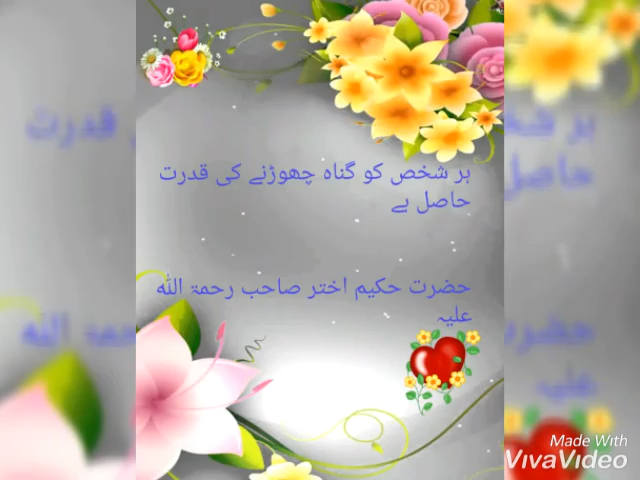 ہر شخص کو گناہ چھوڑنے کی قدرت
حاصل ہے
حضرت حکیم اختر صاحب رحمۃ اللہ
علیہ
Made With
VivaVideo